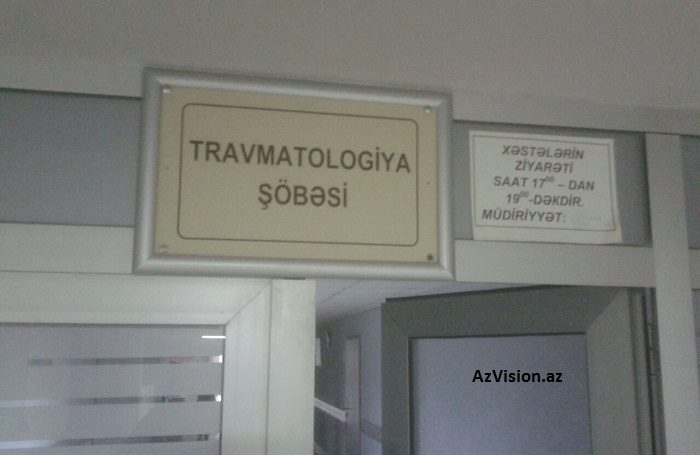 TRAVMATOLOGİYA
ŞÖBƏSİ
XƏSTƏLƏRİN
ZİYARƏTİ
SAAT 17⁰⁰ – DAN
19⁰⁰-DƏKDİR.
MÜDİRİYYƏT:
AzVision.az